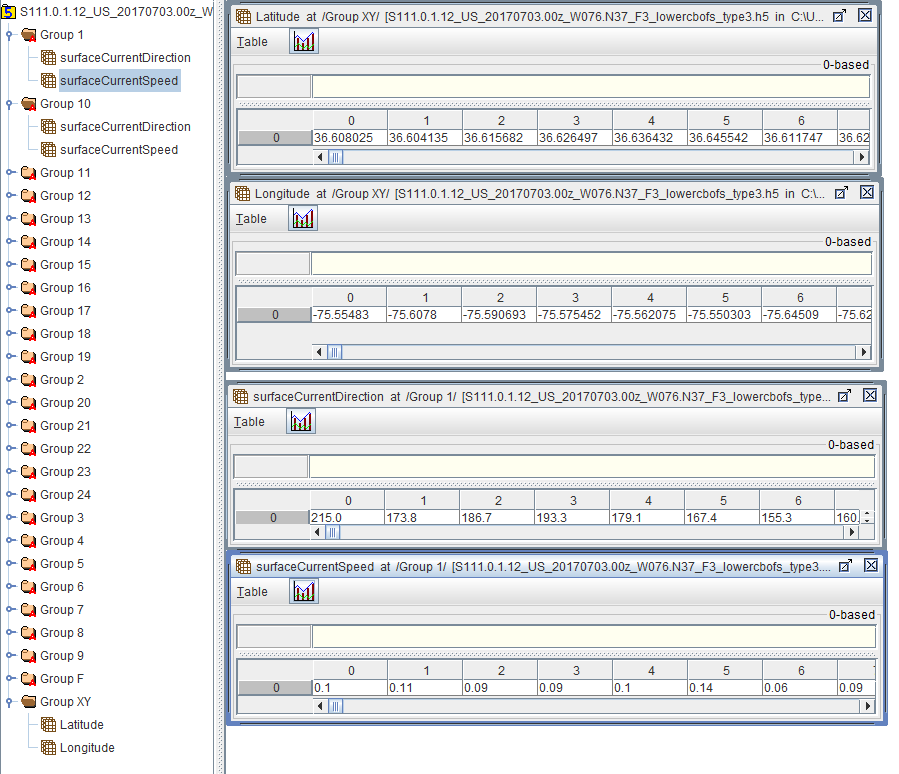 S111.0.1.12_US_20170703.00z_W
Group 1
surfaceCurrentDirection
surfaceCurrentSpeed
Group 10
surfaceCurrentDirection
surfaceCurrentSpeed
Group 11
Group 12
Group 13
Group 14
Group 15
Group 16
Group 17
Group 18
Group 19
Group 2
Group 20
Group 21
Group 22
Group 23
Group 24
Group 3
Group 4
Group 5
Group 6
Group 7
Group 8
Group 9
Group F
Group XY
Latitude
Longitude
Latitude at /Group XY/ [S111.0.1.12_US_20170703.00z_W076.N37_F3_lowercbofs_type3.h5 in C:\U...
Table
0-based
0 1 2 3 4 5 6
0 36.608025 36.604135 36.615682 36.626497 36.636432 36.645542 36.611747 36.62
Longitude at /Group XY/ [S111.0.1.12_US_20170703.00z_W076.N37_F3_lowercbofs_type3.h5 in C:\...
Table
0-based
0 1 2 3 4 5 6
0 -75.55483 -75.6078 -75.590693 -75.575452 -75.562075 -75.550303 -75.64509 -75.62
surfaceCurrentDirection at /Group 1/ [S111.0.1.12_US_20170703.00z_W076.N37_F3_lowercbofs_type...
Table
0-based
0 1 2 3 4 5 6
0 215.0 173.8 186.7 193.3 179.1 167.4 155.3 160.
surfaceCurrentSpeed at /Group 1/ [S111.0.1.12_US_20170703.00z_W076.N37_F3_lowercbofs_type3....
Table
0-based
0 1 2 3 4 5 6
0 0.1 0.11 0.09 0.09 0.1 0.14 0.06 0.09